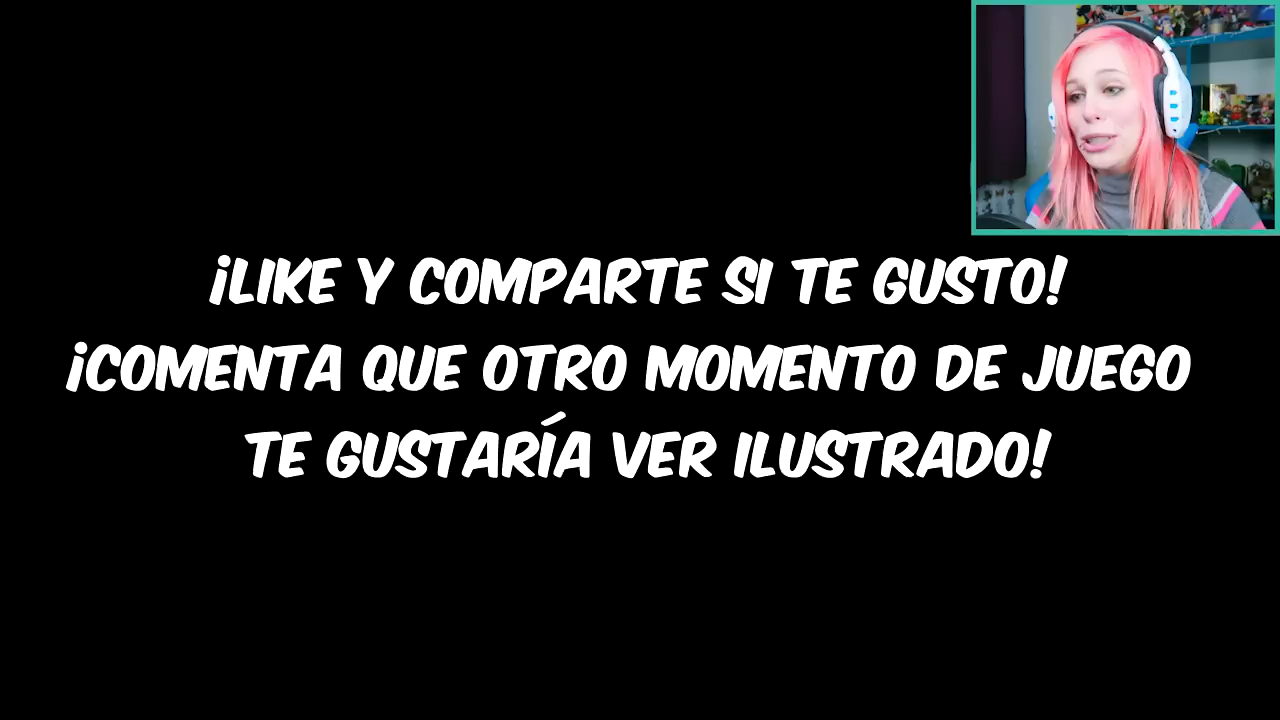 ¡LIKE Y COMPARTE SI TE GUSTO!
¡COMENTA QUE OTRO MOMENTO DE JUEGO
TE GUSTARÍA VER ILUSTRADO!